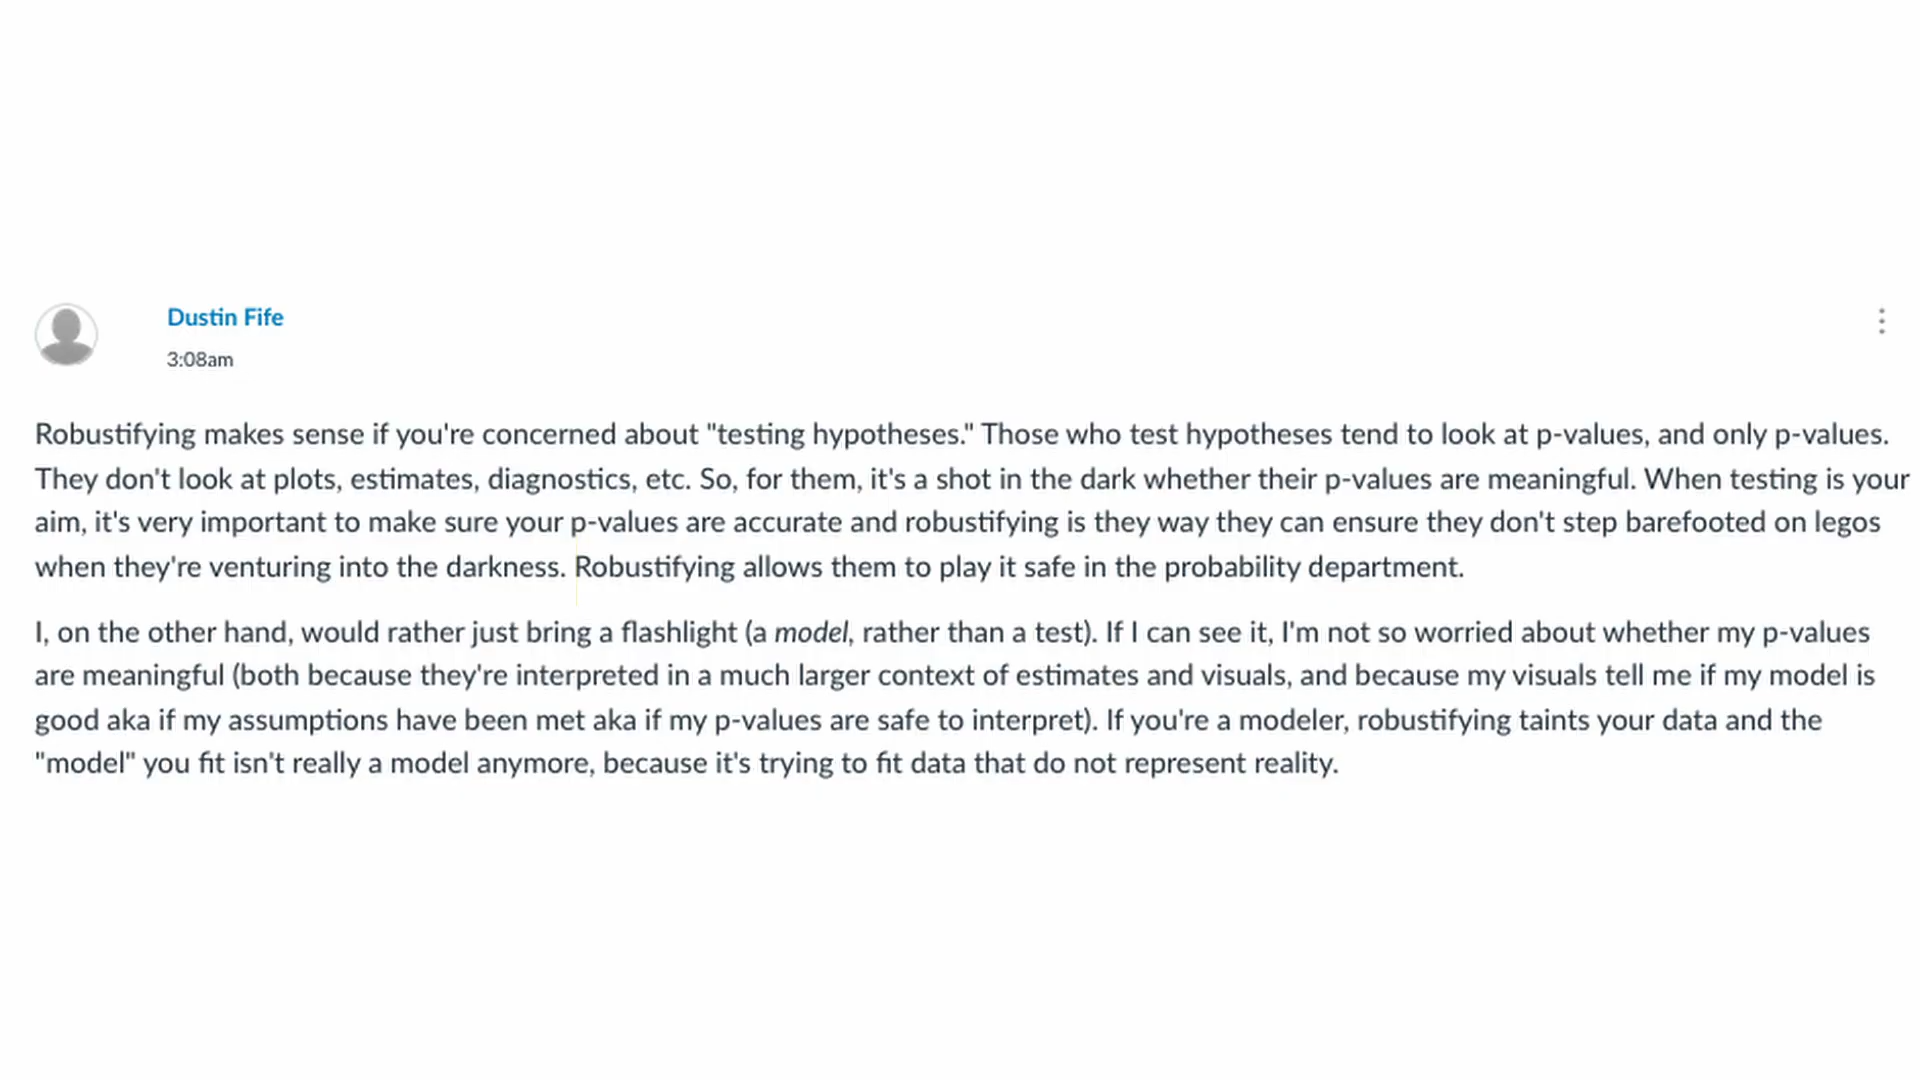 Dustin Fife
3:08am
Robustifying makes sense if you're concerned about "testing hypotheses." Those who test hypotheses tend to look at p-values, and only p-values.
They don't look at plots, estimates, diagnostics, etc. So, for them, it's a shot in the dark whether their p-values are meaningful. When testing is your
aim, it's very important to make sure your p-values are accurate and robustifying is they way they can ensure they don't step barefooted on legos
when they're venturing into the darkness. Robustifying allows them to play it safe in the probability department.
I, on the other hand, would rather just bring a flashlight (a model, rather than a test). If I can see it, I'm not so worried about whether my p-values
are meaningful (both because they're interpreted in a much larger context of estimates and visuals, and because my visuals tell me if my model is
good aka if my assumptions have been met aka if my p-values are safe to interpret). If you're a modeler, robustifying taints your data and the
"model" you fit isn't really a model anymore, because it's trying to fit data that do not represent reality.